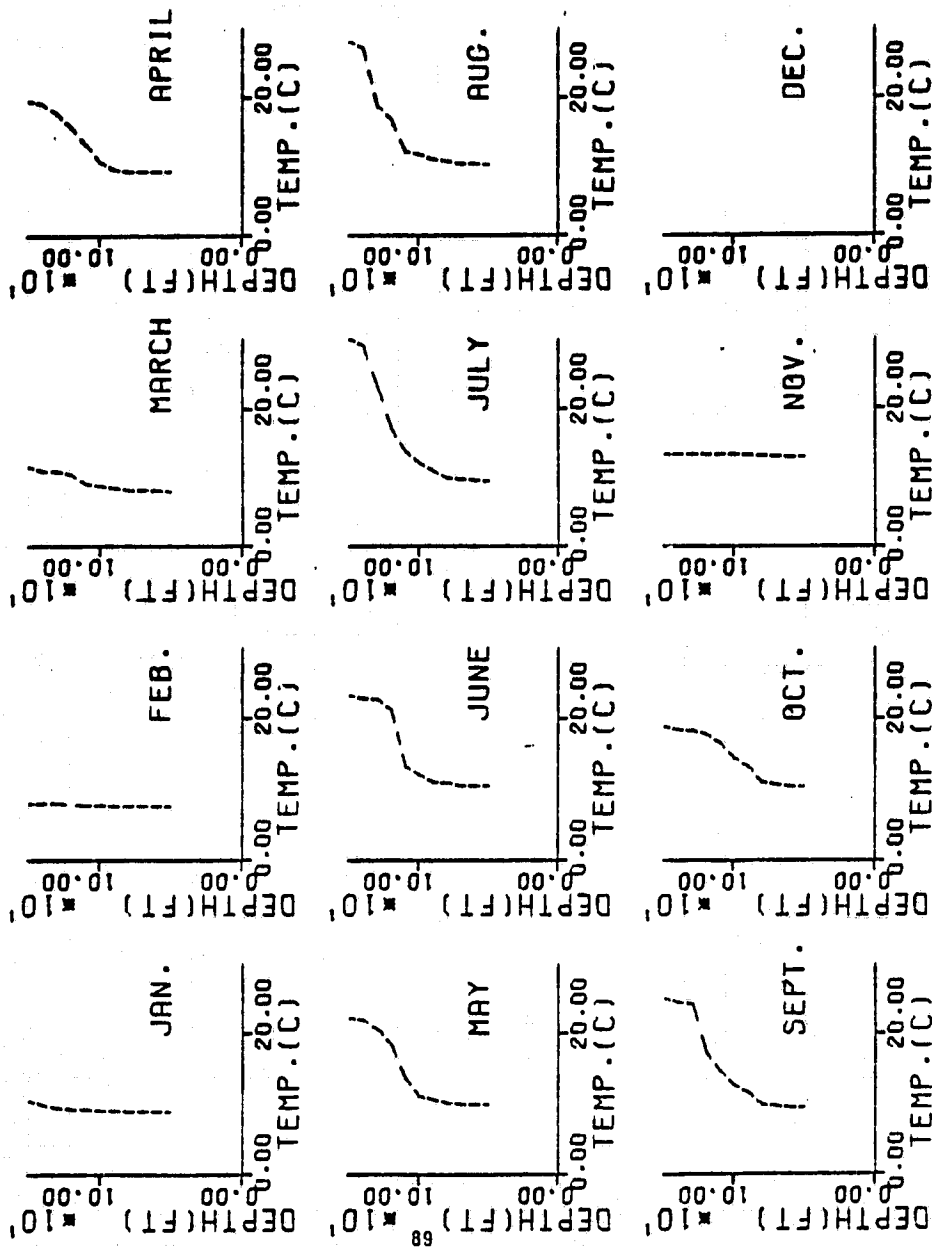 JAN.
DEPTH(FT) *10¹
0.00 10.00
0.00 20.00
TEMP.(C)
FEB.
DEPTH(FT) *10¹
0.00 10.00
0.00 20.00
TEMP.(C)
MARCH
DEPTH(FT) *10¹
0.00 10.00
0.00 20.00
TEMP.(C)
APRIL
DEPTH(FT) *10¹
0.00 10.00
0.00 20.00
TEMP.(C)
MAY
DEPTH(FT) *10¹
0.00 10.00
0.00 20.00
TEMP.(C)
JUNE
DEPTH(FT) *10¹
0.00 10.00
0.00 20.00
TEMP.(C)
JULY
DEPTH(FT) *10¹
0.00 10.00
0.00 20.00
TEMP.(C)
AUG.
DEPTH(FT) *10¹
0.00 10.00
0.00 20.00
TEMP.(C)
SEPT.
DEPTH(FT) *10¹
0.00 10.00
0.00 20.00
TEMP.(C)
OCT.
DEPTH(FT) *10¹
0.00 10.00
0.00 20.00
TEMP.(C)
NOV.
DEPTH(FT) *10¹
0.00 10.00
0.00 20.00
TEMP.(C)
DEC.
DEPTH(FT) *10¹
0.00 10.00
0.00 20.00
TEMP.(C)
89